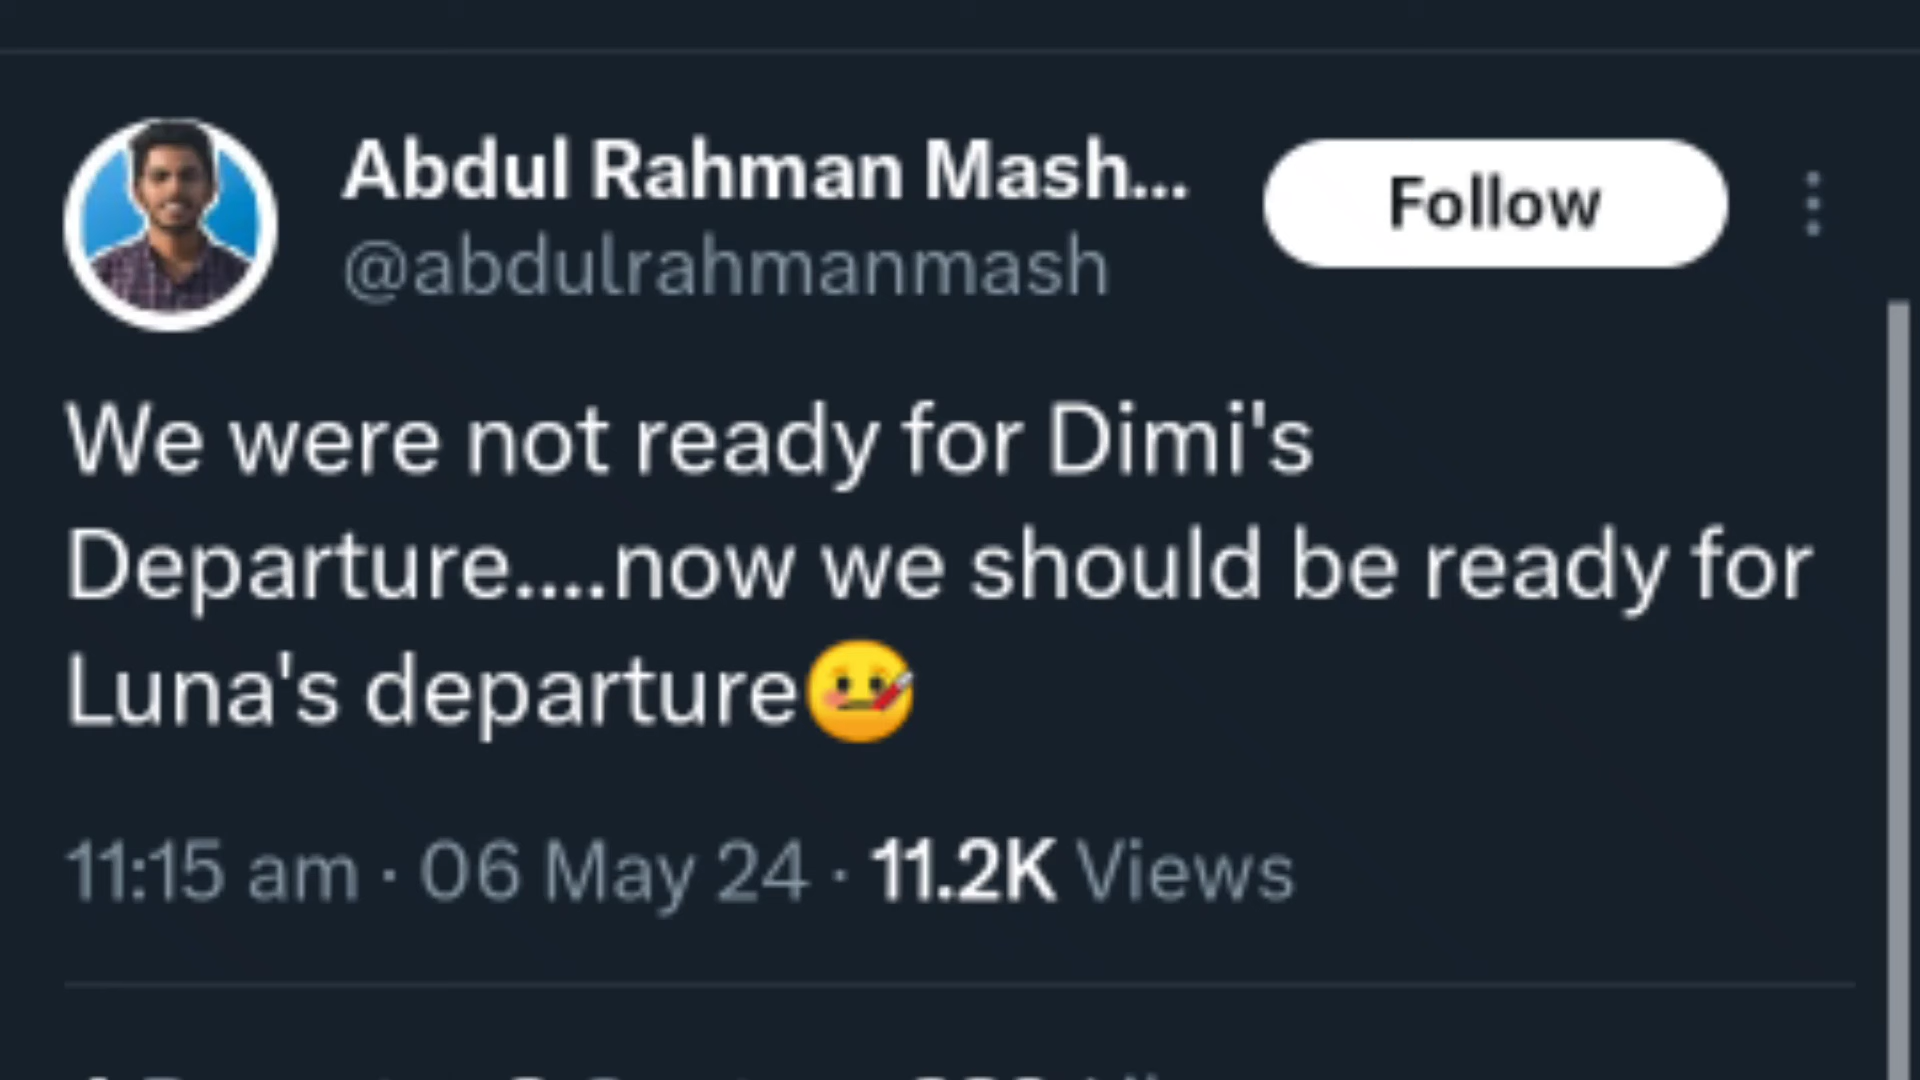 Abdul Rahman Mash...
Follow
@abdulrahmanmash
We were not ready for Dimi's
Departure....now we should be ready for
Luna's departure🤒
11:15 am · 06 May 24 · 11.2K Views